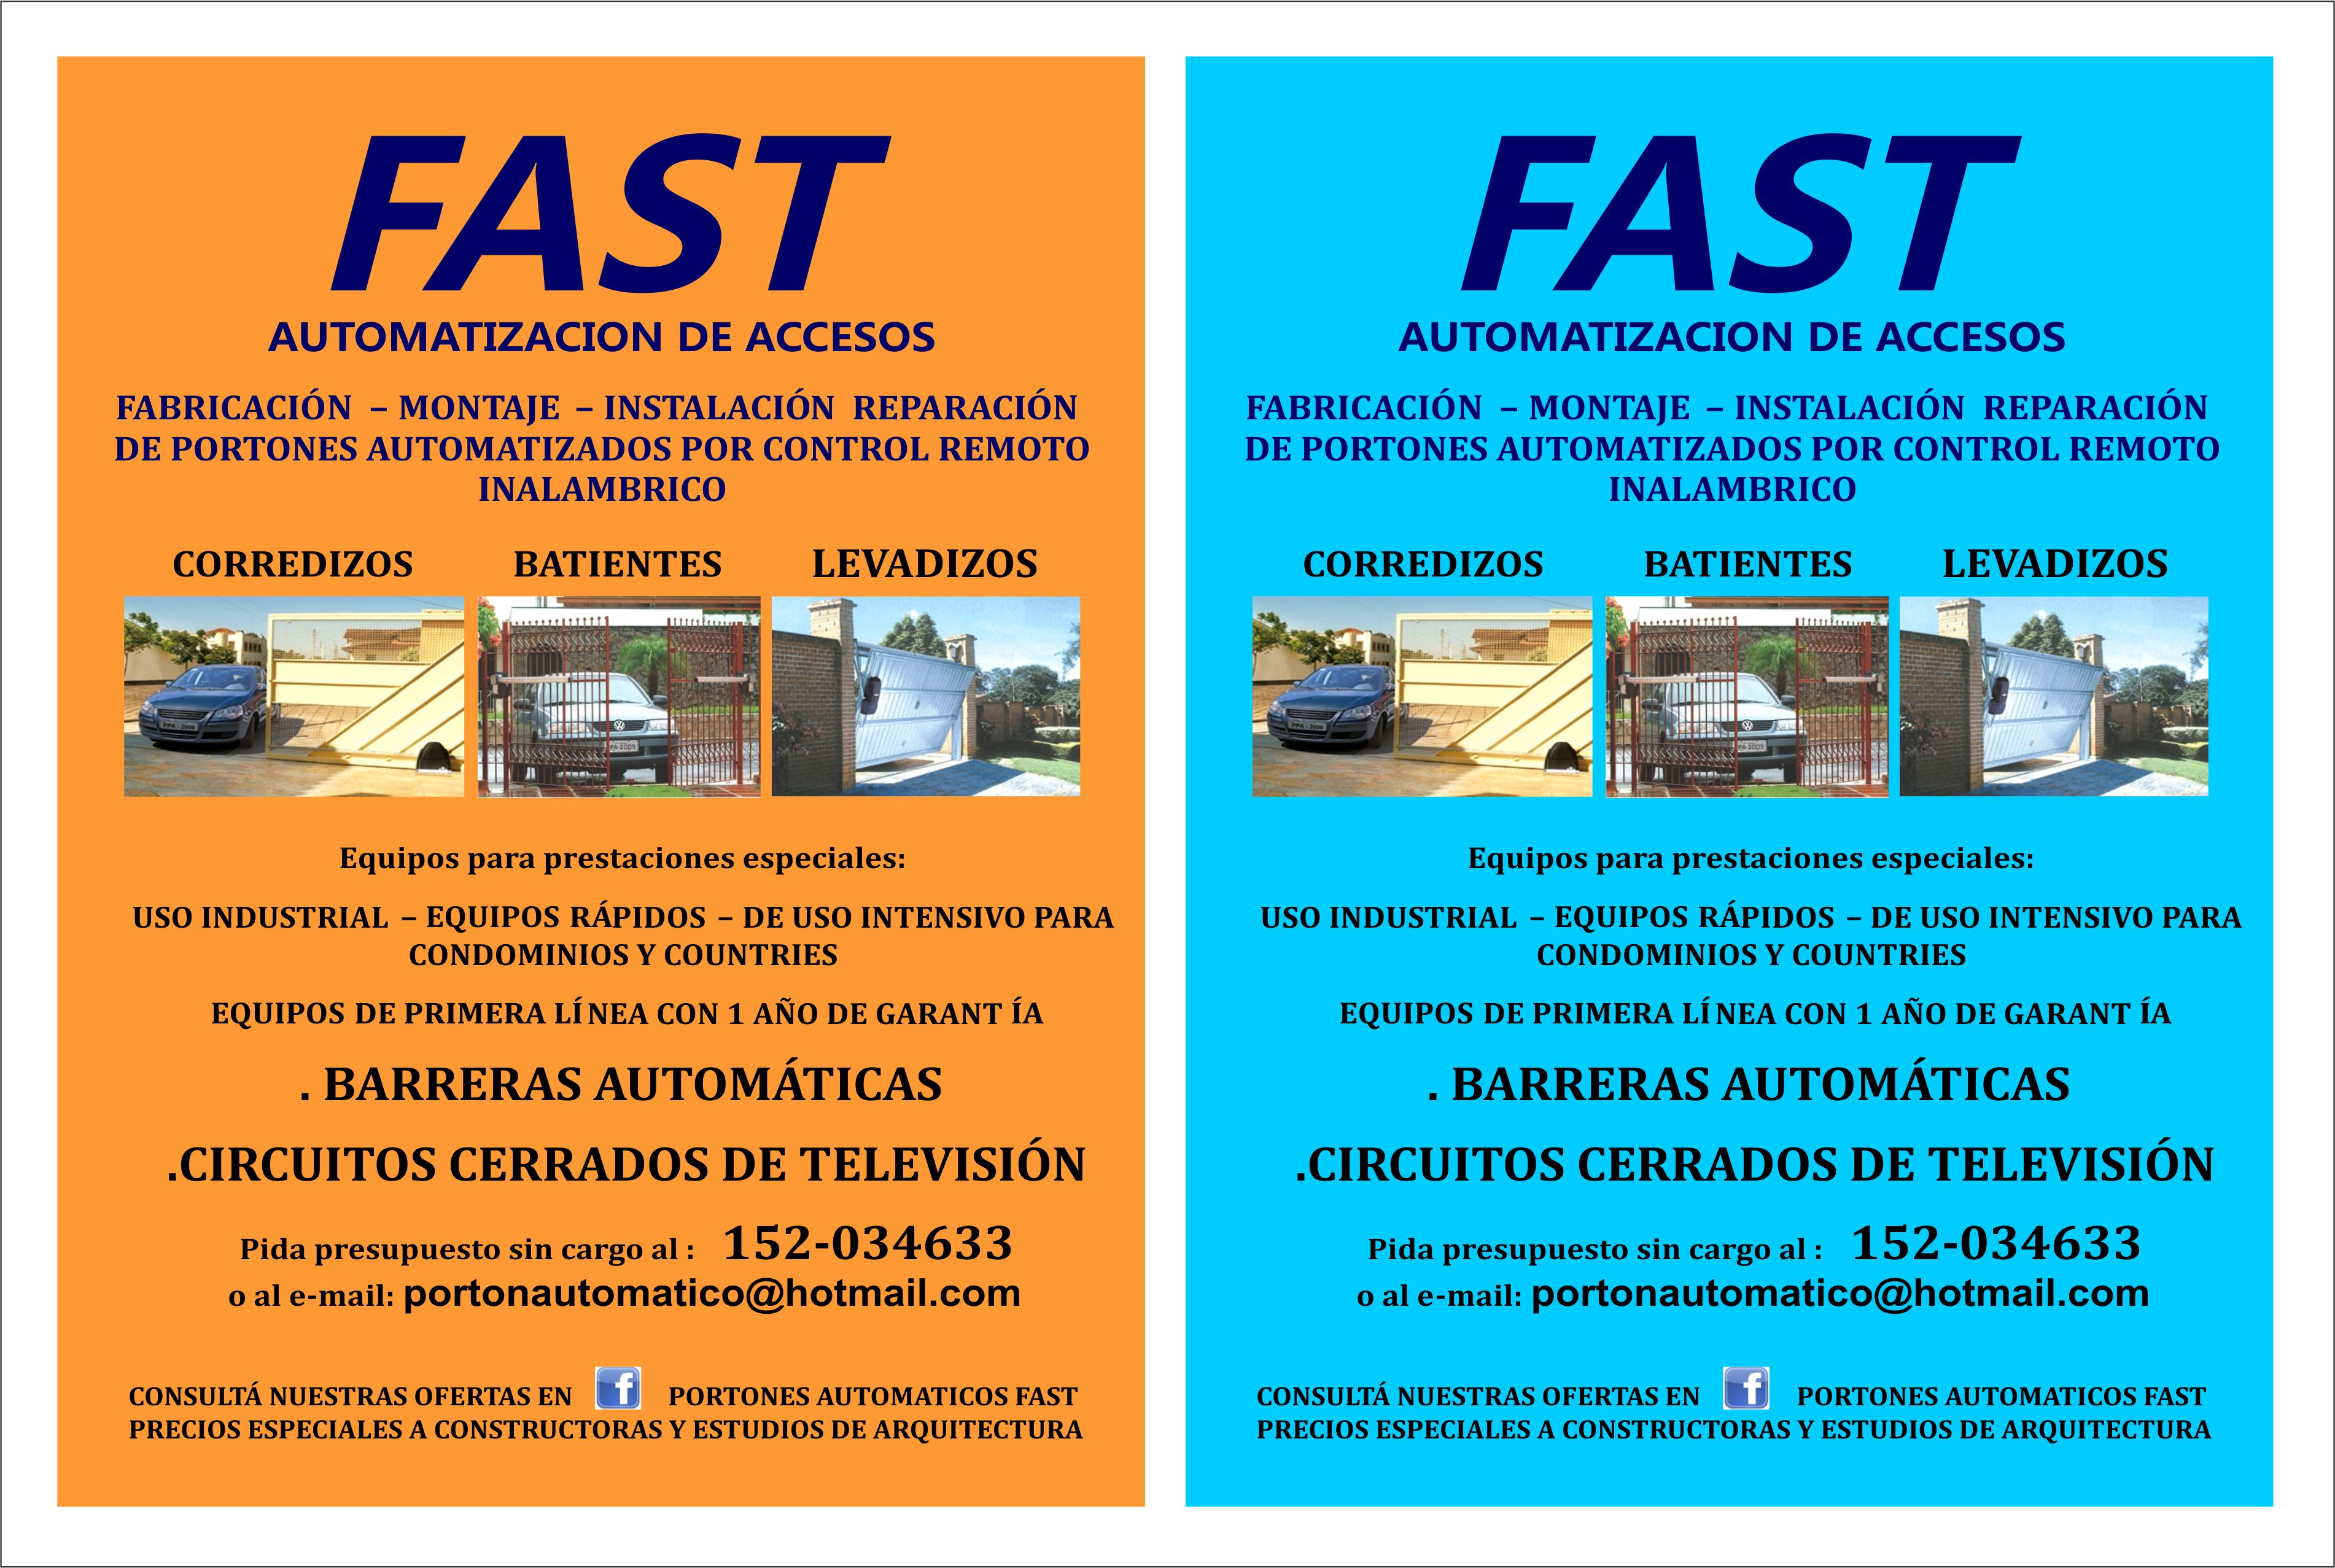 FAST
AUTOMATIZACION DE ACCESOS
FABRICACIÓN – MONTAJE – INSTALACIÓN REPARACIÓN
DE PORTONES AUTOMATIZADOS POR CONTROL REMOTO
INALAMBRICO
CORREDIZOS BATIENTES LEVADIZOS
Equipos para prestaciones especiales:
USO INDUSTRIAL – EQUIPOS RÁPIDOS – DE USO INTENSIVO PARA
CONDOMINIOS Y COUNTRIES
EQUIPOS DE PRIMERA LÍNEA CON 1 AÑO DE GARANTÍA
. BARRERAS AUTOMÁTICAS
.CIRCUITOS CERRADOS DE TELEVISIÓN
Pida presupuesto sin cargo al : 152-034633
o al e-mail: portonautomatico@hotmail.com
CONSULTÁ NUESTRAS OFERTAS EN f PORTONES AUTOMATICOS FAST
PRECIOS ESPECIALES A CONSTRUCTORAS Y ESTUDIOS DE ARQUITECTURA
FAST
AUTOMATIZACION DE ACCESOS
FABRICACIÓN – MONTAJE – INSTALACIÓN REPARACIÓN
DE PORTONES AUTOMATIZADOS POR CONTROL REMOTO
INALAMBRICO
CORREDIZOS BATIENTES LEVADIZOS
Equipos para prestaciones especiales:
USO INDUSTRIAL – EQUIPOS RÁPIDOS – DE USO INTENSIVO PARA
CONDOMINIOS Y COUNTRIES
EQUIPOS DE PRIMERA LÍNEA CON 1 AÑO DE GARANTÍA
. BARRERAS AUTOMÁTICAS
.CIRCUITOS CERRADOS DE TELEVISIÓN
Pida presupuesto sin cargo al : 152-034633
o al e-mail: portonautomatico@hotmail.com
CONSULTÁ NUESTRAS OFERTAS EN f PORTONES AUTOMATICOS FAST
PRECIOS ESPECIALES A CONSTRUCTORAS Y ESTUDIOS DE ARQUITECTURA